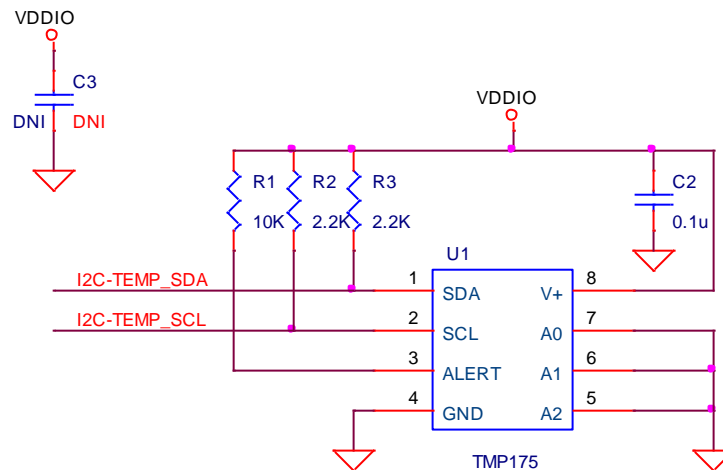 VDDIO
C3
DNI DNI
VDDIO
R1 R2 R3 C2
10K 2.2K 2.2K 0.1u
U1
I2C-TEMP_SDA 1 SDA V+ 8
I2C-TEMP_SCL 2 SCL A0 7
3 ALERT A1 6
4 GND A2 5
TMP175